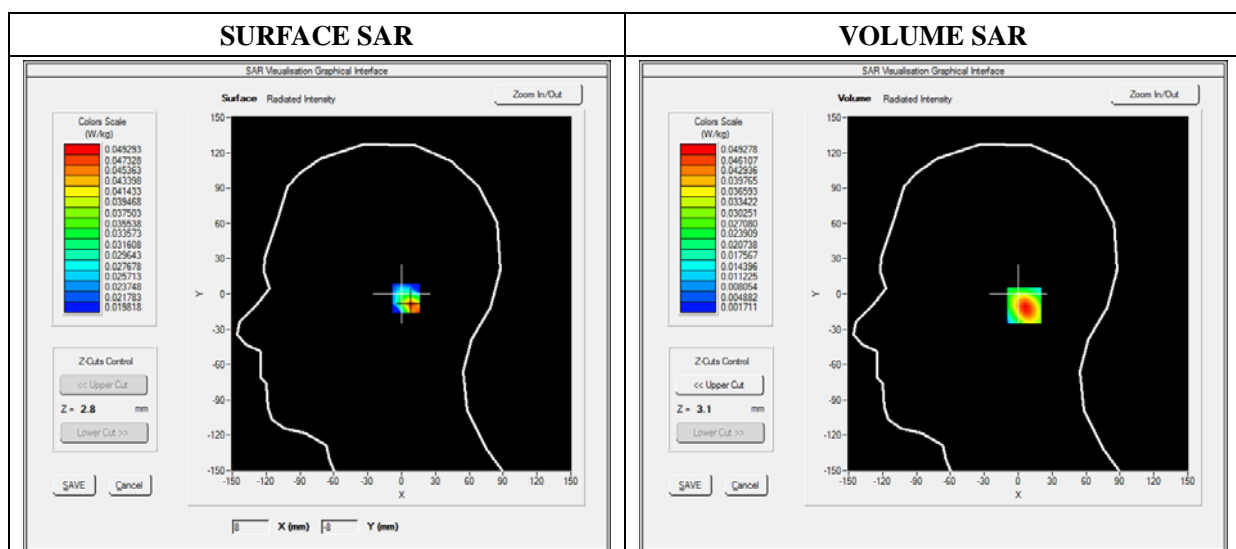 SURFACE SAR
VOLUME SAR
SAR Visualisation Graphical Interface
Surface Radiated Intensity
Zoom In/Out
Colors Scale
(W/kg)
0.049293
0.047328
0.045363
0.043398
0.041433
0.039468
0.037503
0.035538
0.033573
0.031608
0.029643
0.027678
0.025713
0.023748
0.021783
0.019818
Z-Cuts Control
<< Upper Cut
Z = 2.8 mm
Lower Cut >>
SAVE Cancel
150
120
90
60
30
0
-30
-60
-90
-120
-150
Y
-150 -120 -90 -60 -30 0 30 60 90 120 150
X
8 X (mm) -8 Y (mm)
SAR Visualisation Graphical Interface
Volume Radiated Intensity
Zoom In/Out
Colors Scale
(W/kg)
0.049278
0.046107
0.042936
0.039765
0.036593
0.033422
0.030251
0.027080
0.023909
0.020738
0.017567
0.014396
0.011225
0.008054
0.004882
0.001711
Z-Cuts Control
<< Upper Cut
Z = 3.1 mm
Lower Cut >>
SAVE Cancel
150
120
90
60
30
0
-30
-60
-90
-120
-150
Y
-150 -120 -90 -60 -30 0 30 60 90 120 150
X